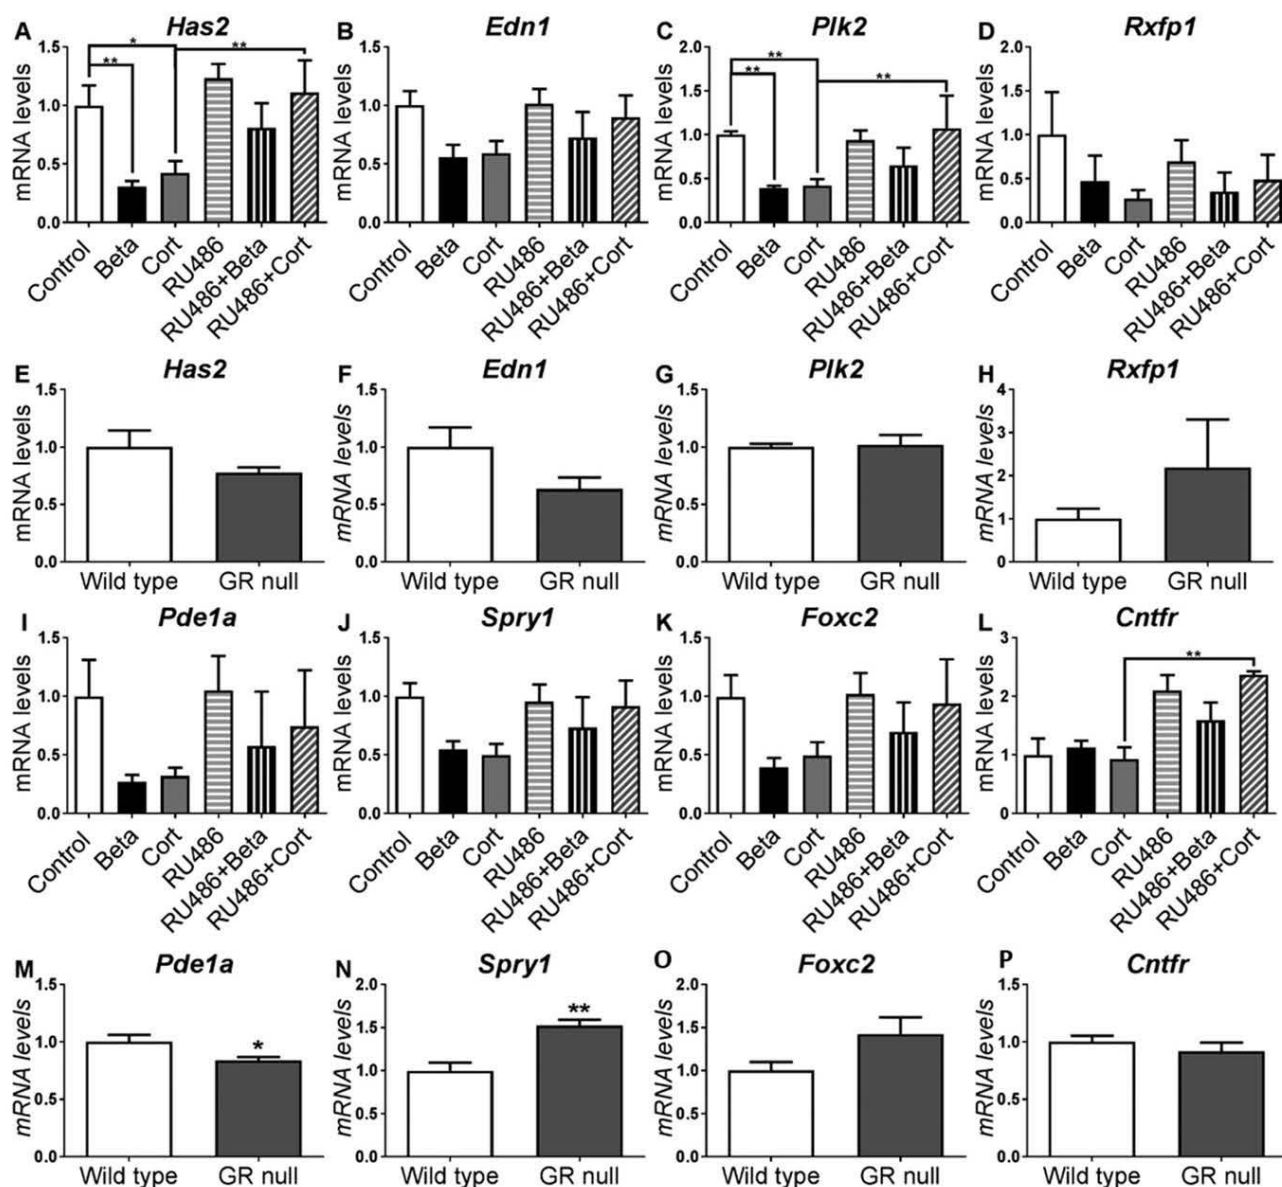 A Has2 B Edn1 C Plk2 D Rxfp1
mRNA levels 1.5 1.0 0.5 0.0 * ** **
mRNA levels 1.5 1.0 0.5 0.0
mRNA levels 2.0 1.5 1.0 0.5 0.0 ** ** **
mRNA levels 2.0 1.5 1.0 0.5 0.0
Control Beta Cort RU486 RU486+Beta RU486+Cort
Control Beta Cort RU486 RU486+Beta RU486+Cort
Control Beta Cort RU486 RU486+Beta RU486+Cort
Control Beta Cort RU486 RU486+Beta RU486+Cort
E Has2 F Edn1 G Plk2 H Rxfp1
mRNA levels 1.5 1.0 0.5 0.0
mRNA levels 1.5 1.0 0.5 0.0
mRNA levels 1.5 1.0 0.5 0.0
mRNA levels 4 3 2 1 0
Wild type GR null Wild type GR null Wild type GR null Wild type GR null
I Pde1a J Spry1 K Foxc2 L Cntfr
mRNA levels 1.5 1.0 0.5 0.0
mRNA levels 1.5 1.0 0.5 0.0
mRNA levels 1.5 1.0 0.5 0.0
mRNA levels 3 2 1 0 **
Control Beta Cort RU486 RU486+Beta RU486+Cort
Control Beta Cort RU486 RU486+Beta RU486+Cort
Control Beta Cort RU486 RU486+Beta RU486+Cort
Control Beta Cort RU486 RU486+Beta RU486+Cort
M Pde1a N Spry1 O Foxc2 P Cntfr
mRNA levels 1.5 1.0 0.5 0.0 *
mRNA levels 2.0 1.5 1.0 0.5 0.0 **
mRNA levels 2.0 1.5 1.0 0.5 0.0
mRNA levels 1.5 1.0 0.5 0.0
Wild type GR null Wild type GR null Wild type GR null Wild type GR null